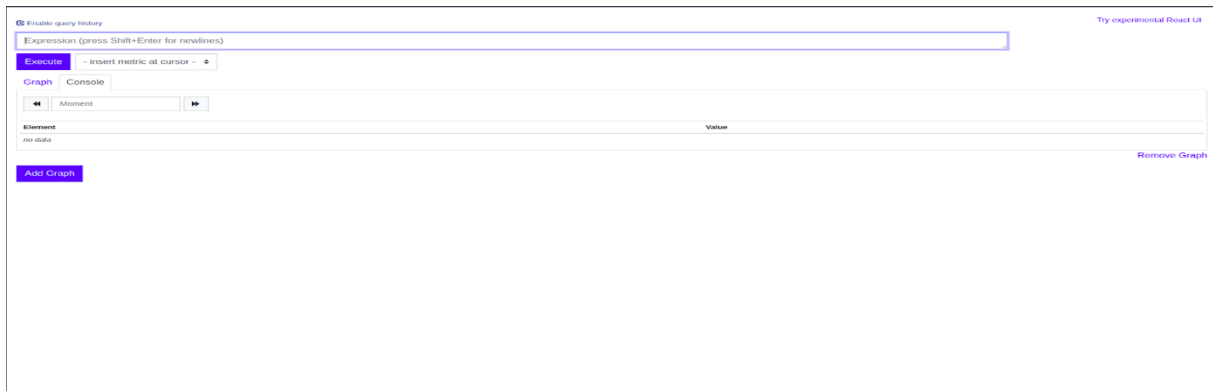 Enable query history
Try experimental React UI
Expression (press Shift+Enter for newlines)
Execute - insert metric at cursor -
Graph Console
Moment
Element Value
no data
Remove Graph
Add Graph